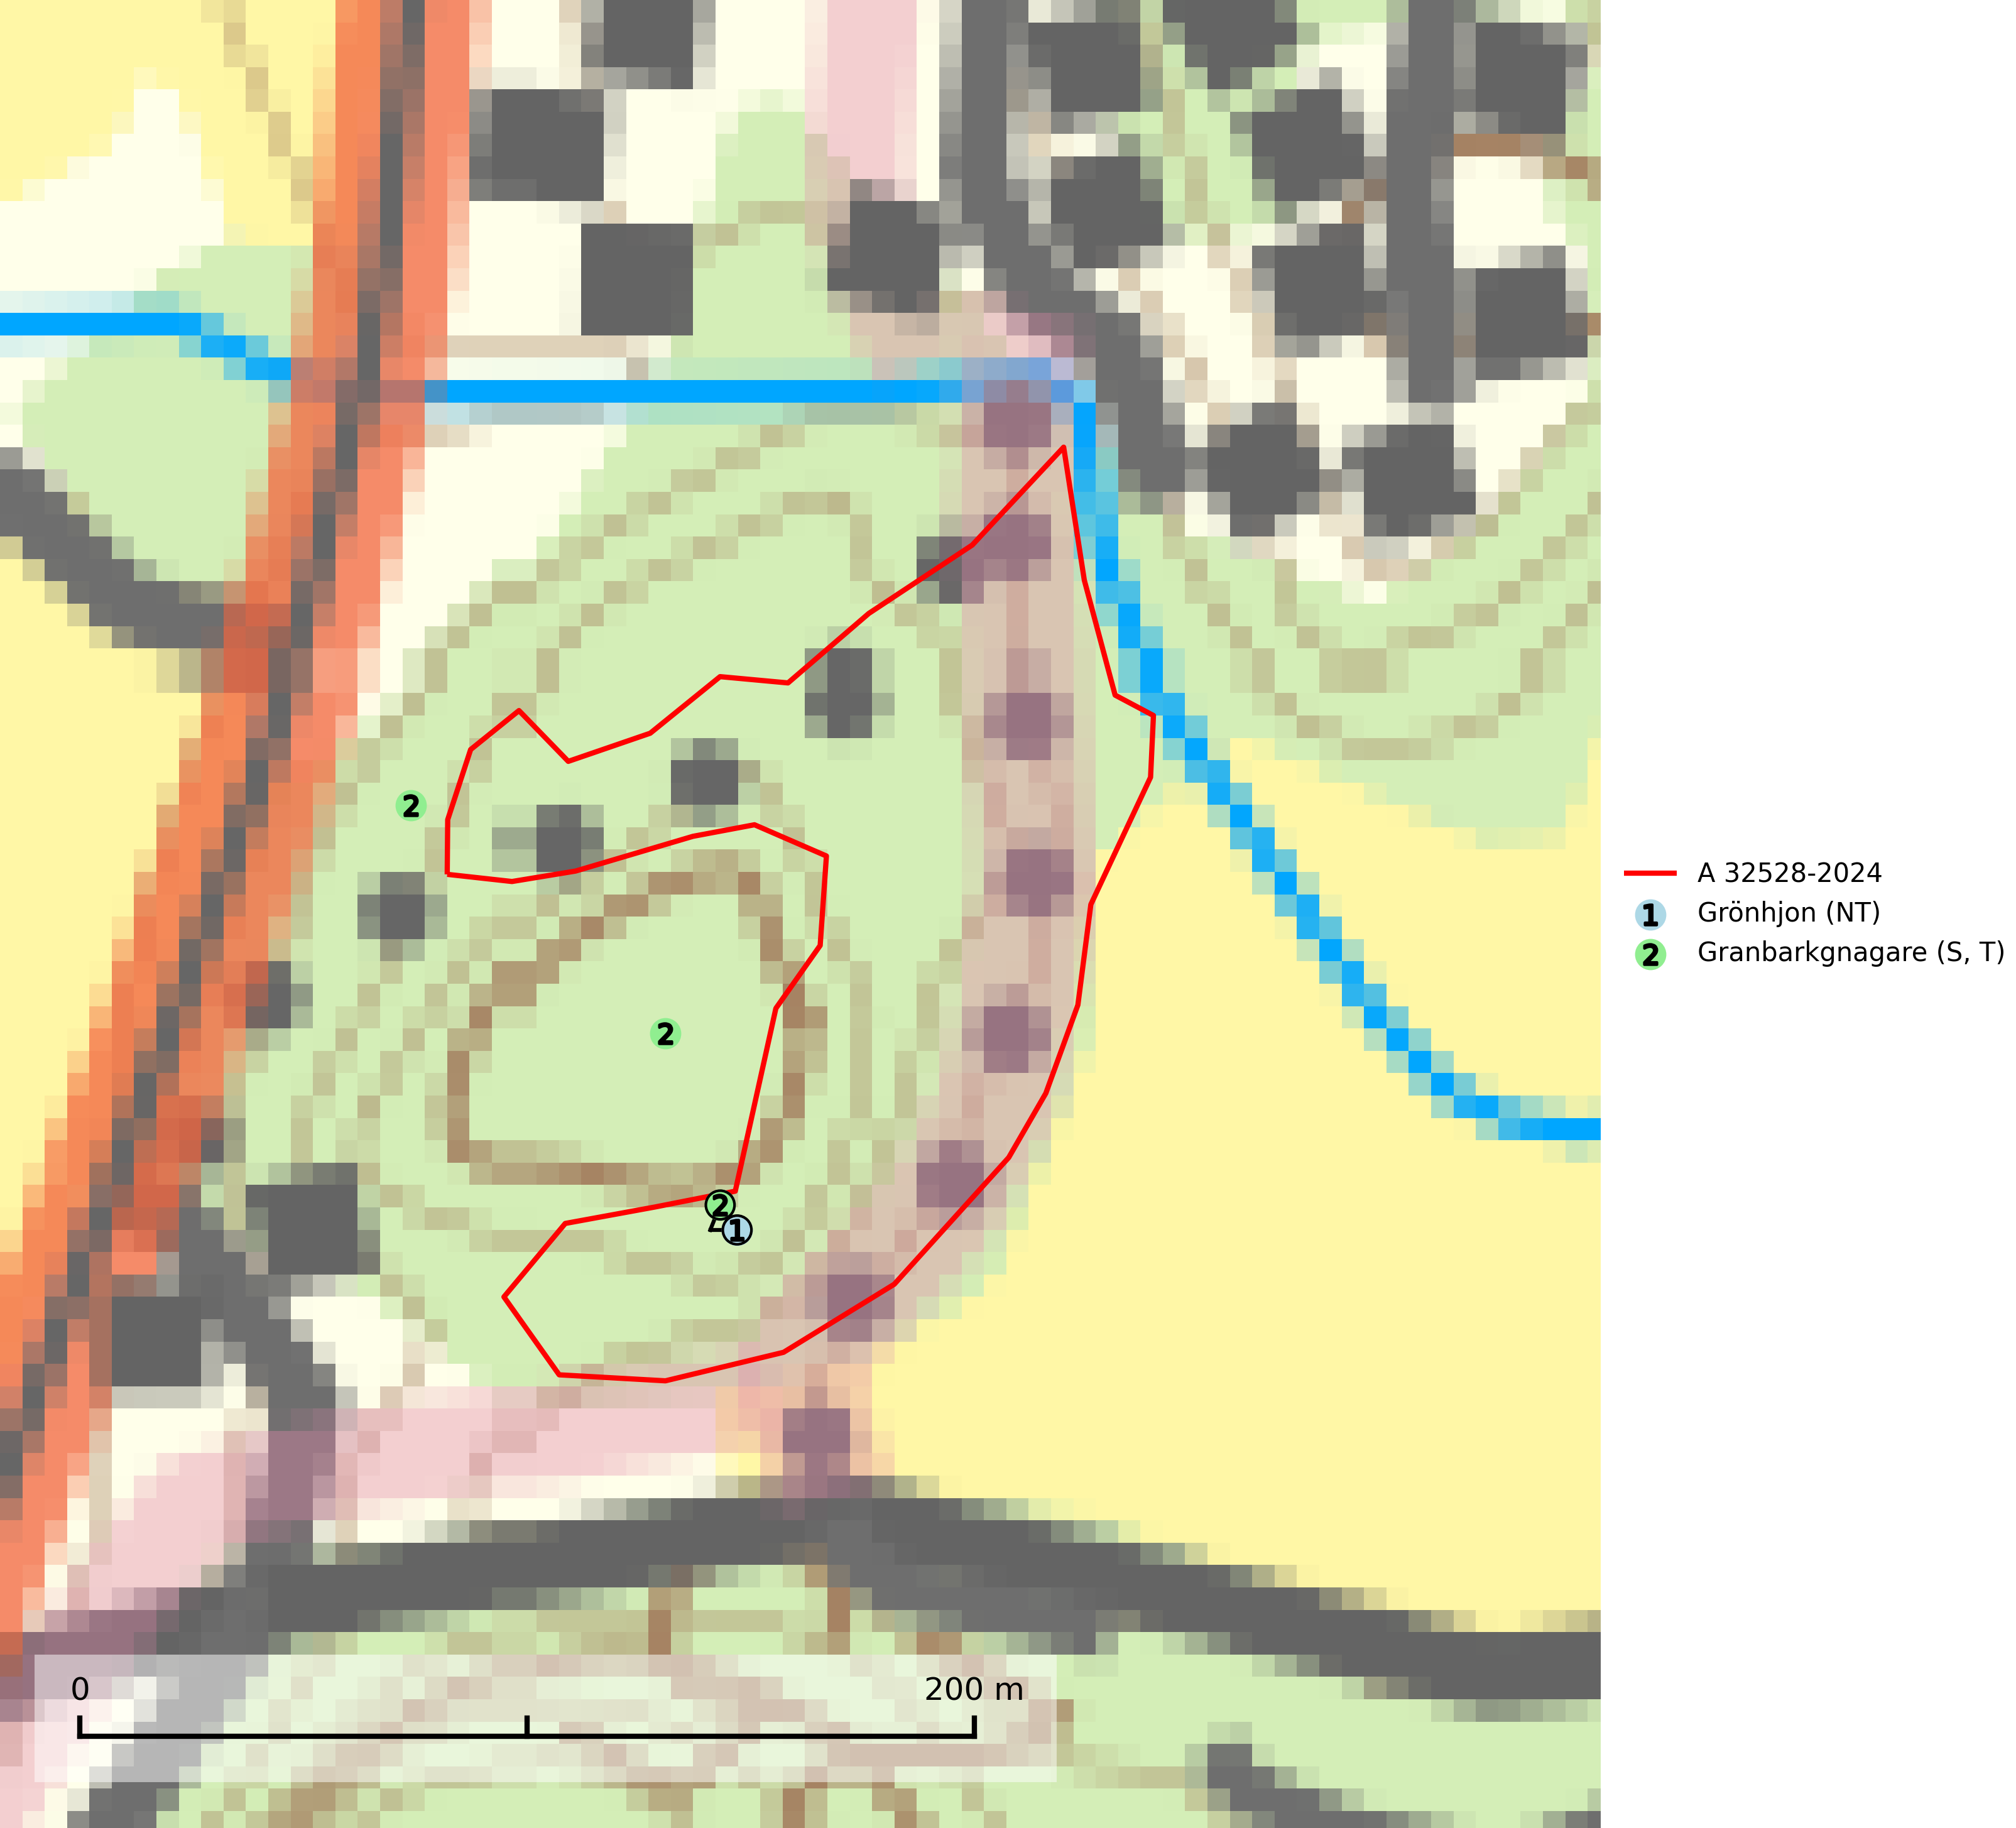 2
2
2
1
0 200 m
A 32528-2024
1 Grönhjon (NT)
2 Granbarkgnagare (S, T)